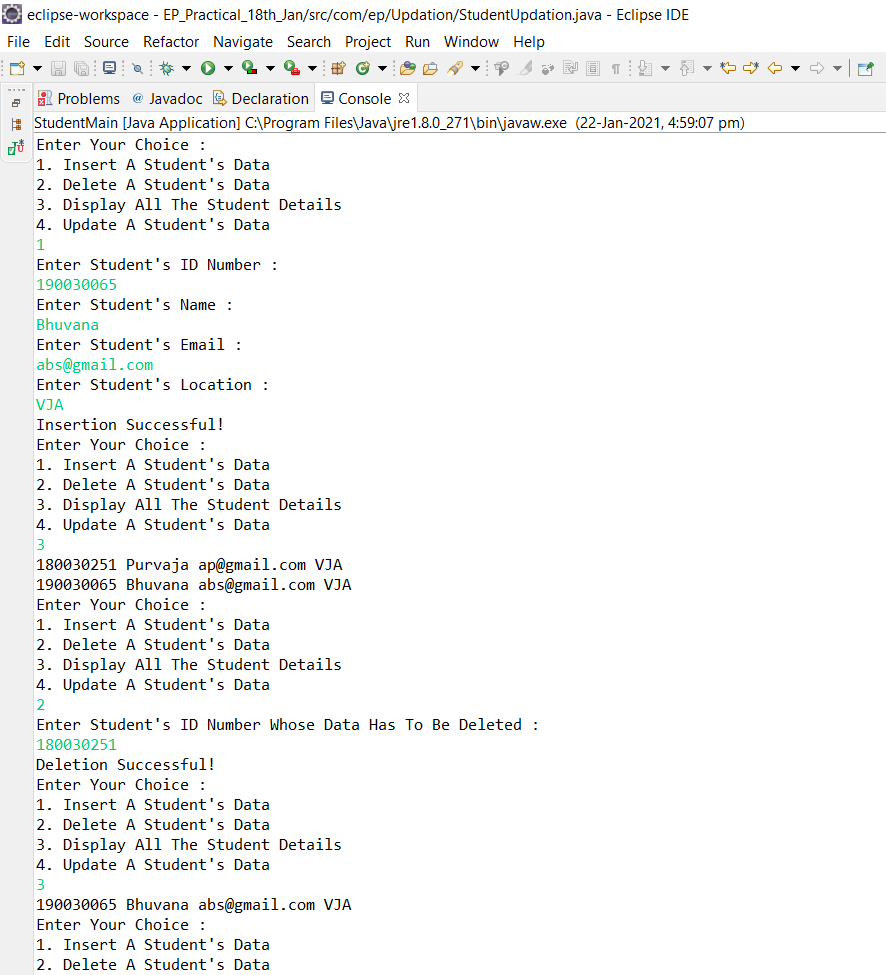 eclipse-workspace - EP_Practical_18th_Jan/src/com/ep/Updation/StudentUpdation.java - Eclipse IDE
File Edit Source Refactor Navigate Search Project Run Window Help
Problems @ Javadoc Declaration Console
StudentMain [Java Application] C:\Program Files\Java\jre1.8.0_271\bin\javaw.exe (22-Jan-2021, 4:59:07 pm)
Enter Your Choice :
1. Insert A Student's Data
2. Delete A Student's Data
3. Display All The Student Details
4. Update A Student's Data
1
Enter Student's ID Number :
190030065
Enter Student's Name :
Bhuvana
Enter Student's Email :
abs@gmail.com
Enter Student's Location :
VJA
Insertion Successful!
Enter Your Choice :
1. Insert A Student's Data
2. Delete A Student's Data
3. Display All The Student Details
4. Update A Student's Data
3
180030251 Purvaja ap@gmail.com VJA
190030065 Bhuvana abs@gmail.com VJA
Enter Your Choice :
1. Insert A Student's Data
2. Delete A Student's Data
3. Display All The Student Details
4. Update A Student's Data
2
Enter Student's ID Number Whose Data Has To Be Deleted :
180030251
Deletion Successful!
Enter Your Choice :
1. Insert A Student's Data
2. Delete A Student's Data
3. Display All The Student Details
4. Update A Student's Data
3
190030065 Bhuvana abs@gmail.com VJA
Enter Your Choice :
1. Insert A Student's Data
2. Delete A Student's Data